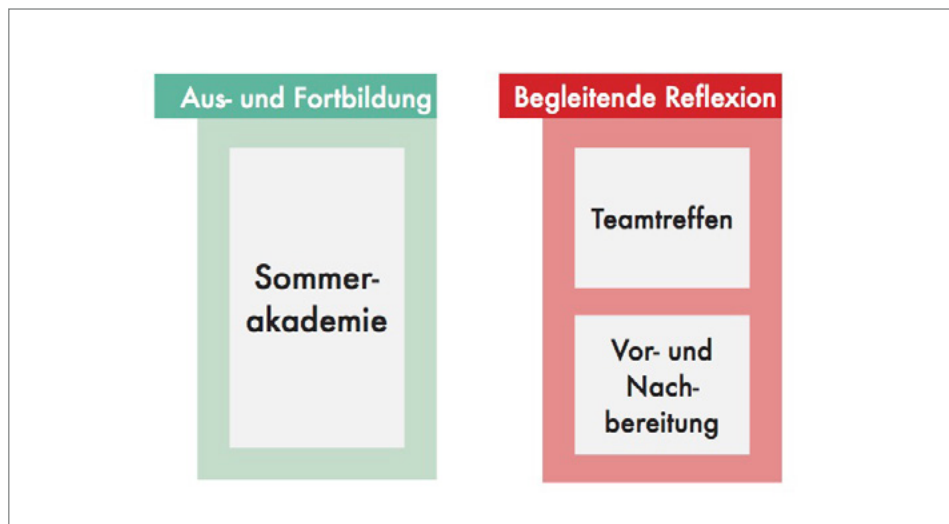 Aus- und Fortbildung
Sommer-
akademie
Begleitende Reflexion
Teamtreffen
Vor- und
Nach-
bereitung